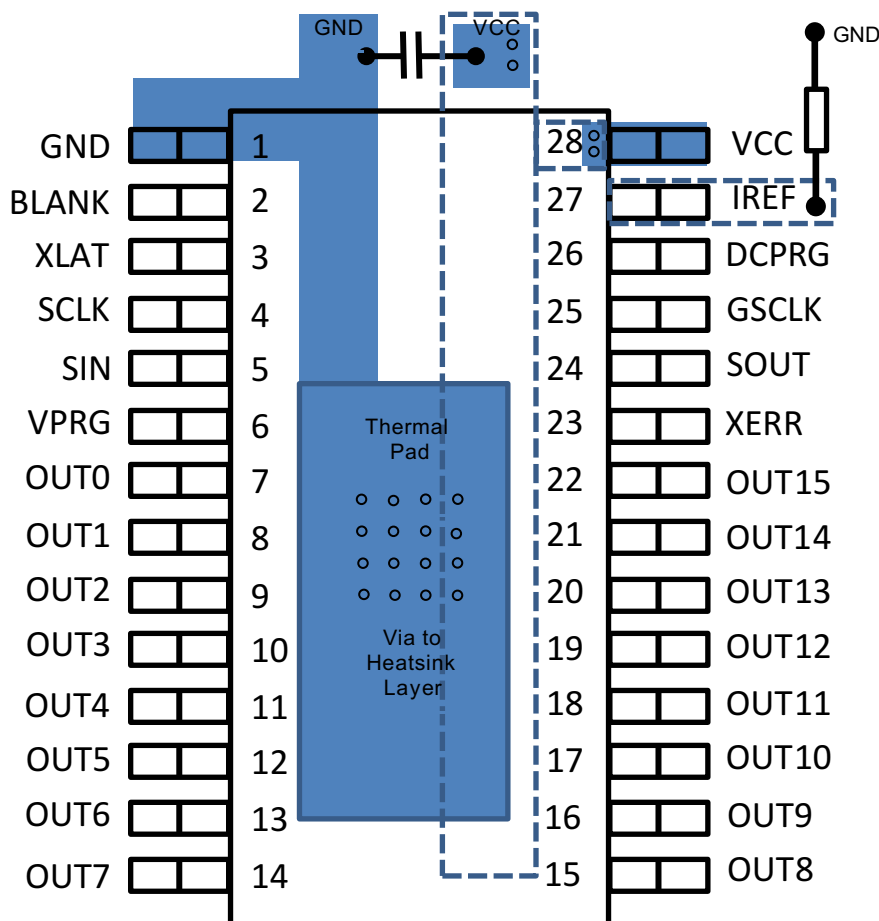 GND
VCC
GND
GND 1 28 VCC
BLANK 2 27 IREF
XLAT 3 26 DCPRG
SCLK 4 25 GSCLK
SIN 5 24 SOUT
VPRG 6 23 XERR
Thermal
Pad
OUT0 7 22 OUT15
OUT1 8 21 OUT14
OUT2 9 20 OUT13
OUT3 10 19 OUT12
Via to
Heatsink
Layer
OUT4 11 18 OUT11
OUT5 12 17 OUT10
OUT6 13 16 OUT9
OUT7 14 15 OUT8